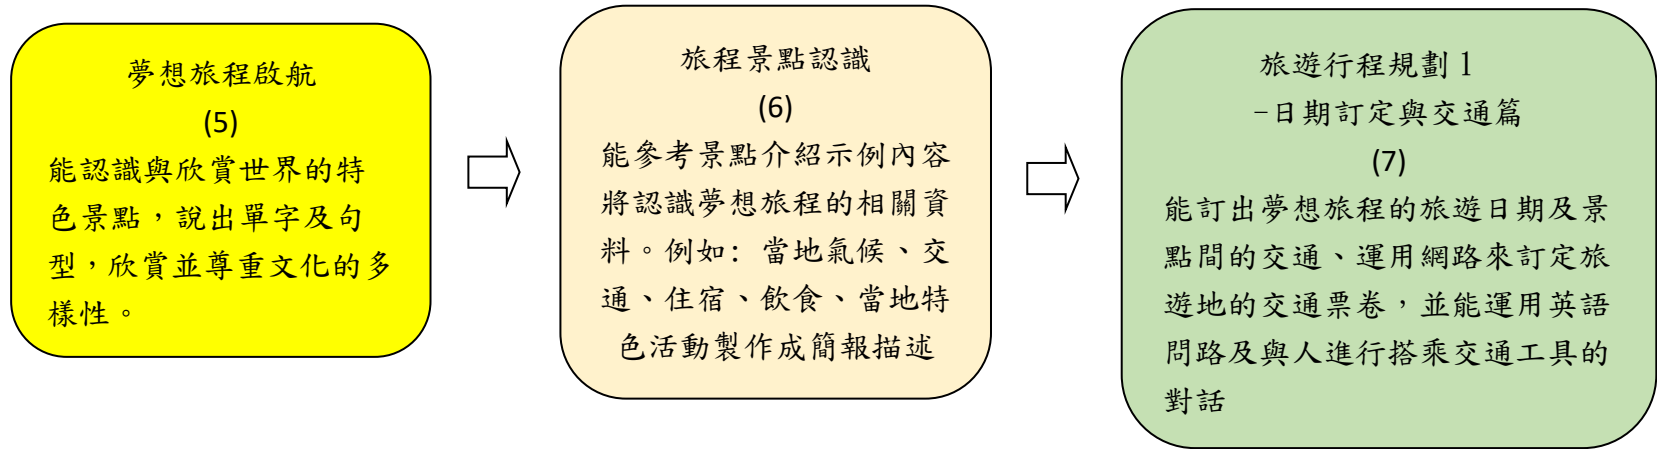 夢想旅程啟航
(5)
能認識與欣賞世界的特
色景點，說出單字及句
型，欣賞並尊重文化的多
樣性。
旅程景點認識
(6)
能參考景點介紹示例內容
將認識夢想旅程的相關資
料。例如: 當地氣候、交
通、住宿、飲食、當地特
色活動製作成簡報描述
旅遊行程規劃1
-日期訂定與交通篇
(7)
能訂出夢想旅程的旅遊日期及景
點間的交通、運用網路來訂定旅
遊地的交通票卷，並能運用英語
問路及與人進行搭乘交通工具的
對話